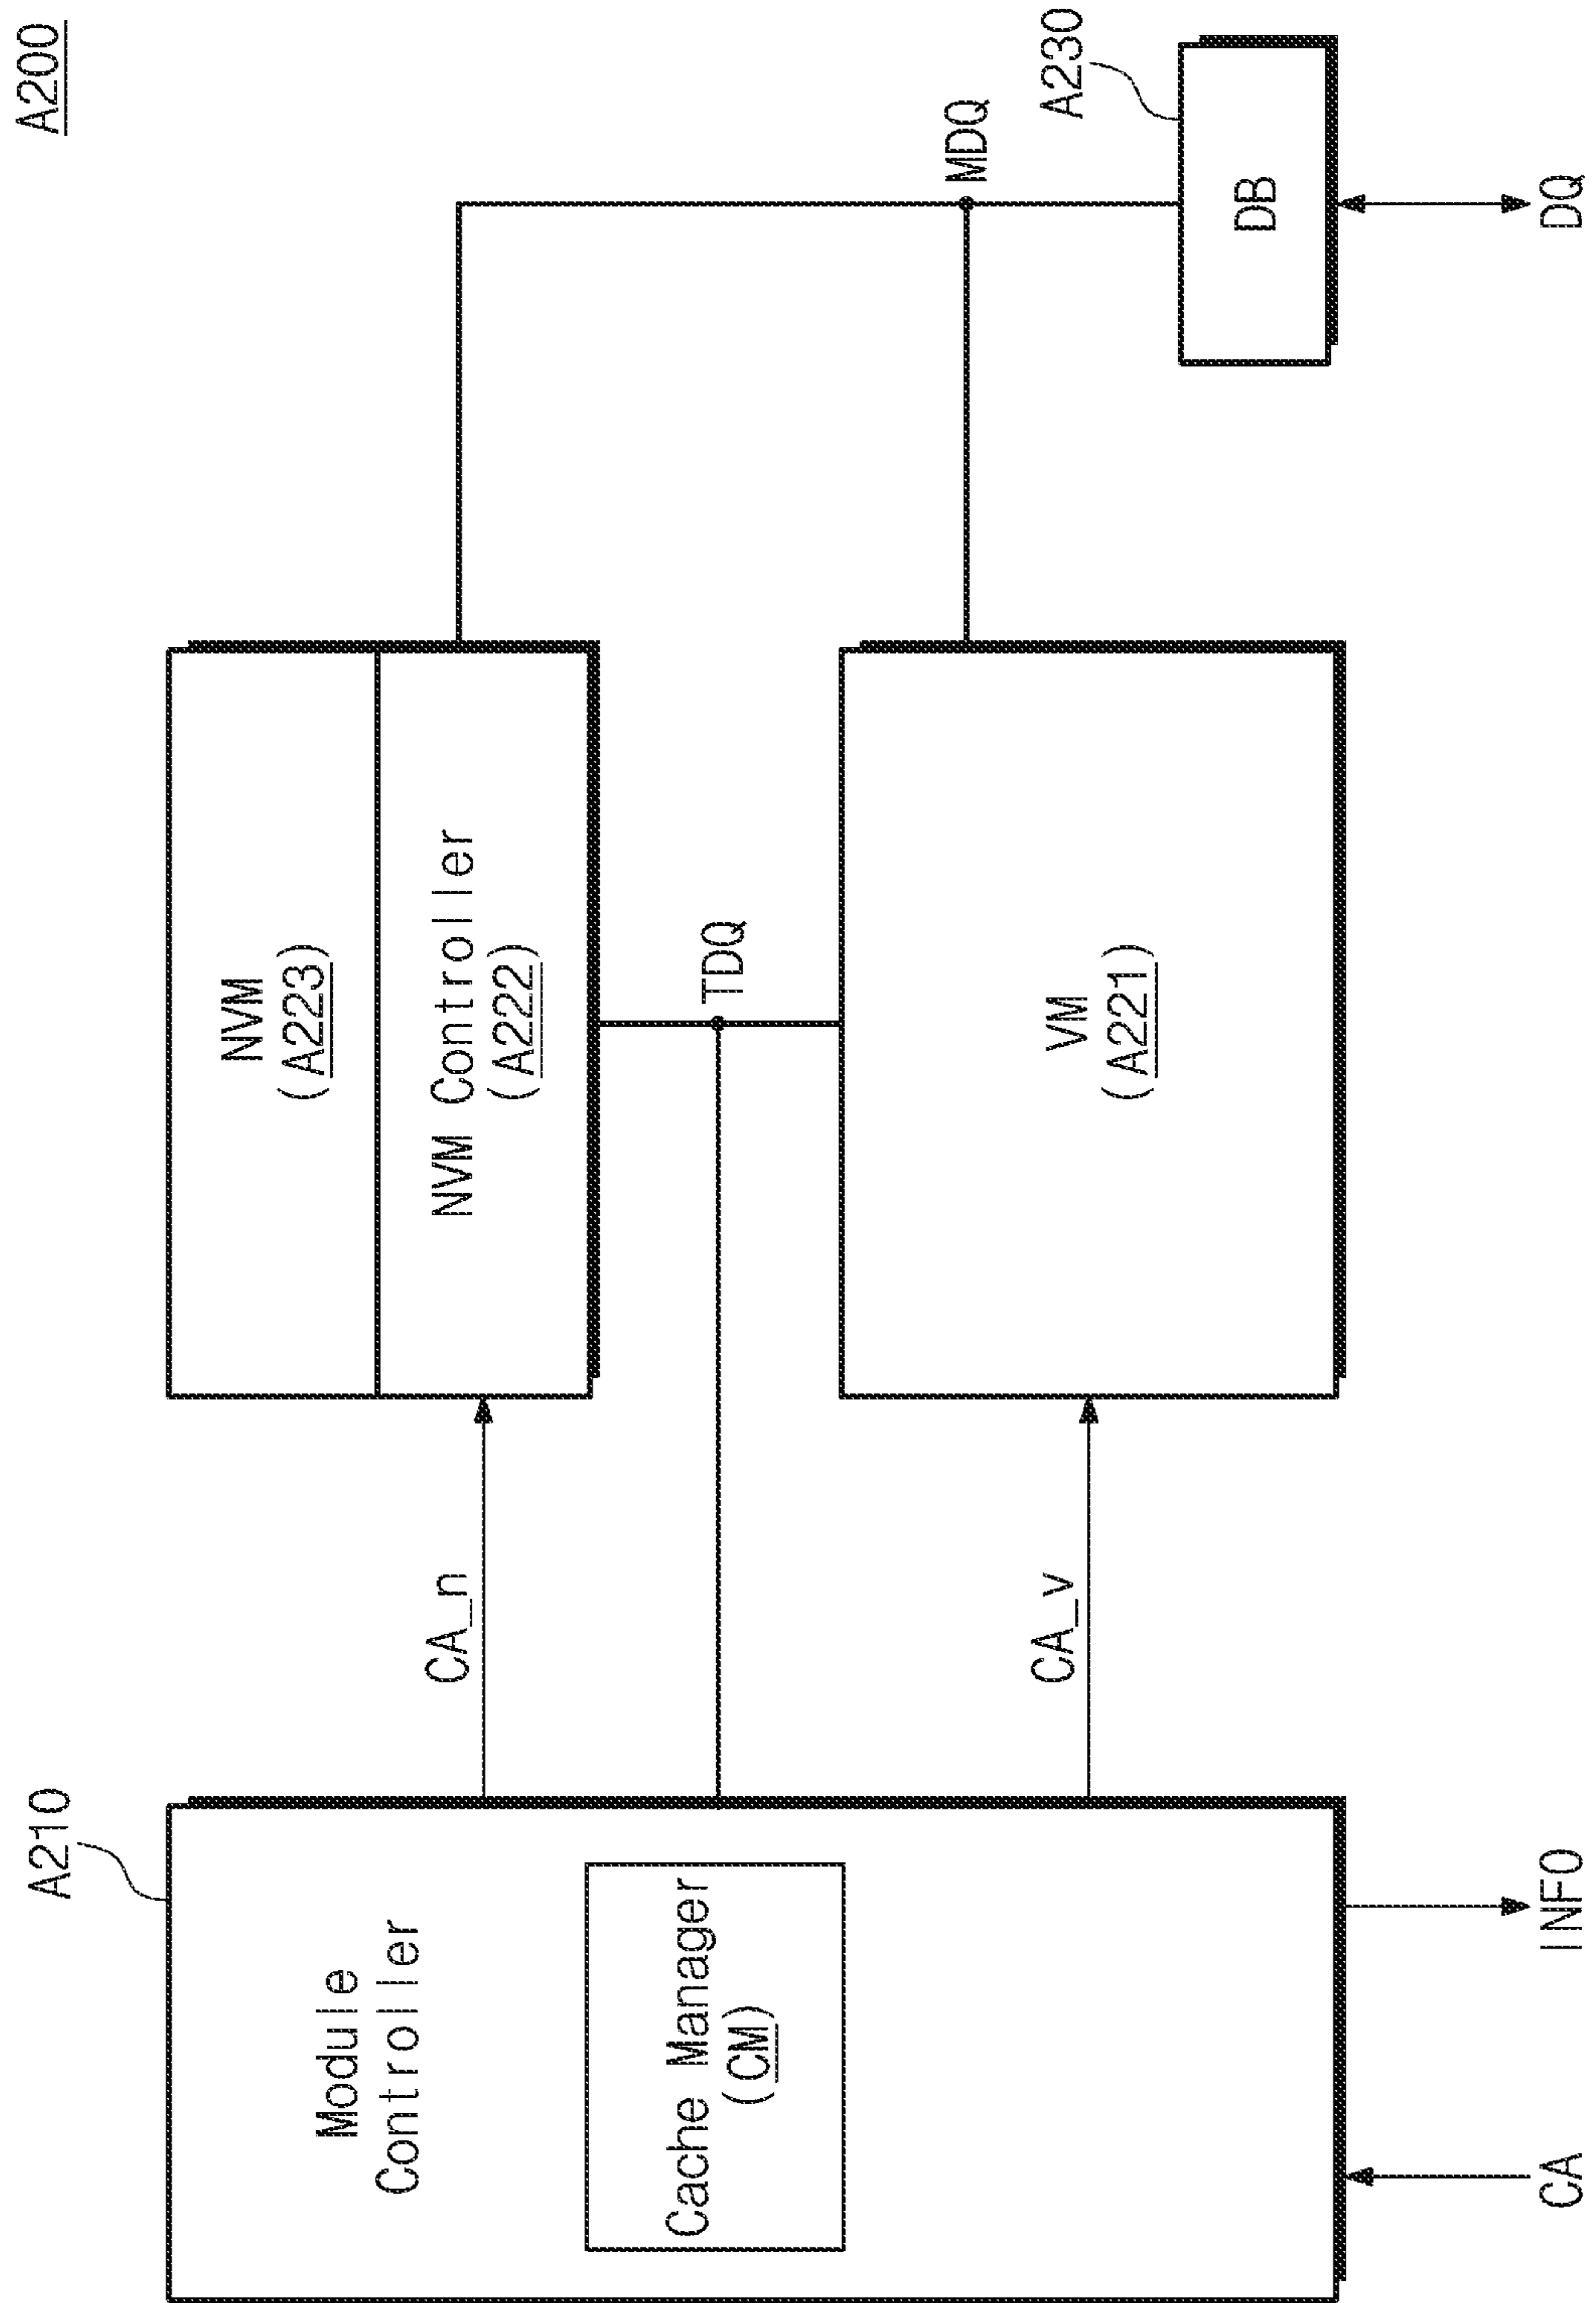 A200
A210
Module
Controller
Cache Manager
(CM)
CA
INFO
CA_n
CA_v
TDQ
NVM
(A223)
NVM Controller
(A222)
VM
(A221)
MDQ
A230
DB
DQ